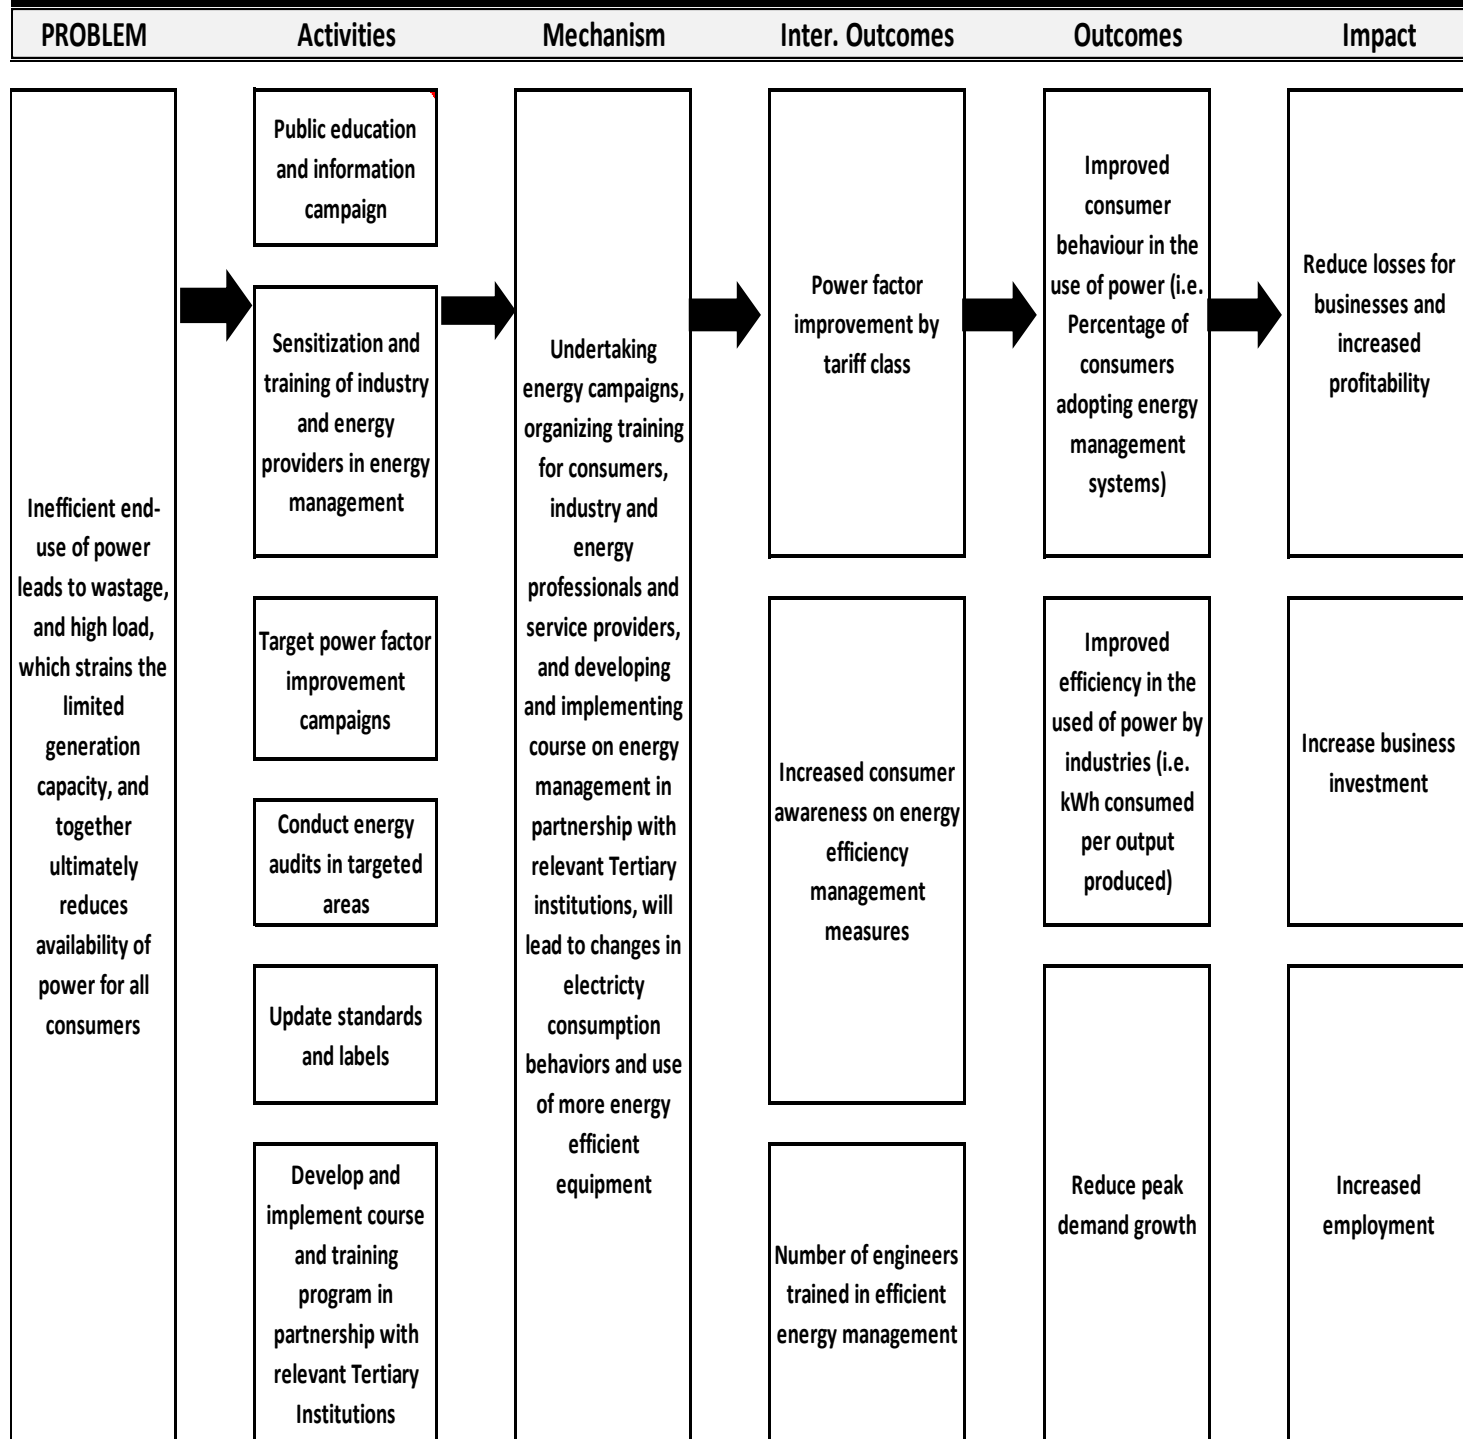 PROBLEM
Activities
Mechanism
Inter. Outcomes
Outcomes
Impact
Inefficient end-
use of power
leads to wastage,
and high load,
which strains the
limited
generation
capacity, and
together
ultimately
reduces
availability of
power for all
consumers
Public education
and information
campaign
Sensitization and
training of industry
and energy
providers in energy
management
Target power factor
improvement
campaigns
Conduct energy
audits in targeted
areas
Update standards
and labels
Develop and
implement course
and training
program in
partnership with
relevant Tertiary
Institutions
Undertaking
energy campaigns,
organizing training
for consumers,
industry and
energy
professionals and
service providers,
and developing
and implementing
course on energy
management in
partnership with
relevant Tertiary
institutions, will
lead to changes in
electricty
consumption
behaviors and use
of more energy
efficient
equipment
Power factor
improvement by
tariff class
Increased consumer
awareness on energy
efficiency
management
measures
Number of engineers
trained in efficient
energy management
Improved
consumer
behaviour in the
use of power (i.e.
Percentage of
consumers
adopting energy
management
systems)
Improved
efficiency in the
used of power by
industries (i.e.
kWh consumed
per output
produced)
Reduce peak
demand growth
Reduce losses for
businesses and
increased
profitability
Increase business
investment
Increased
employment